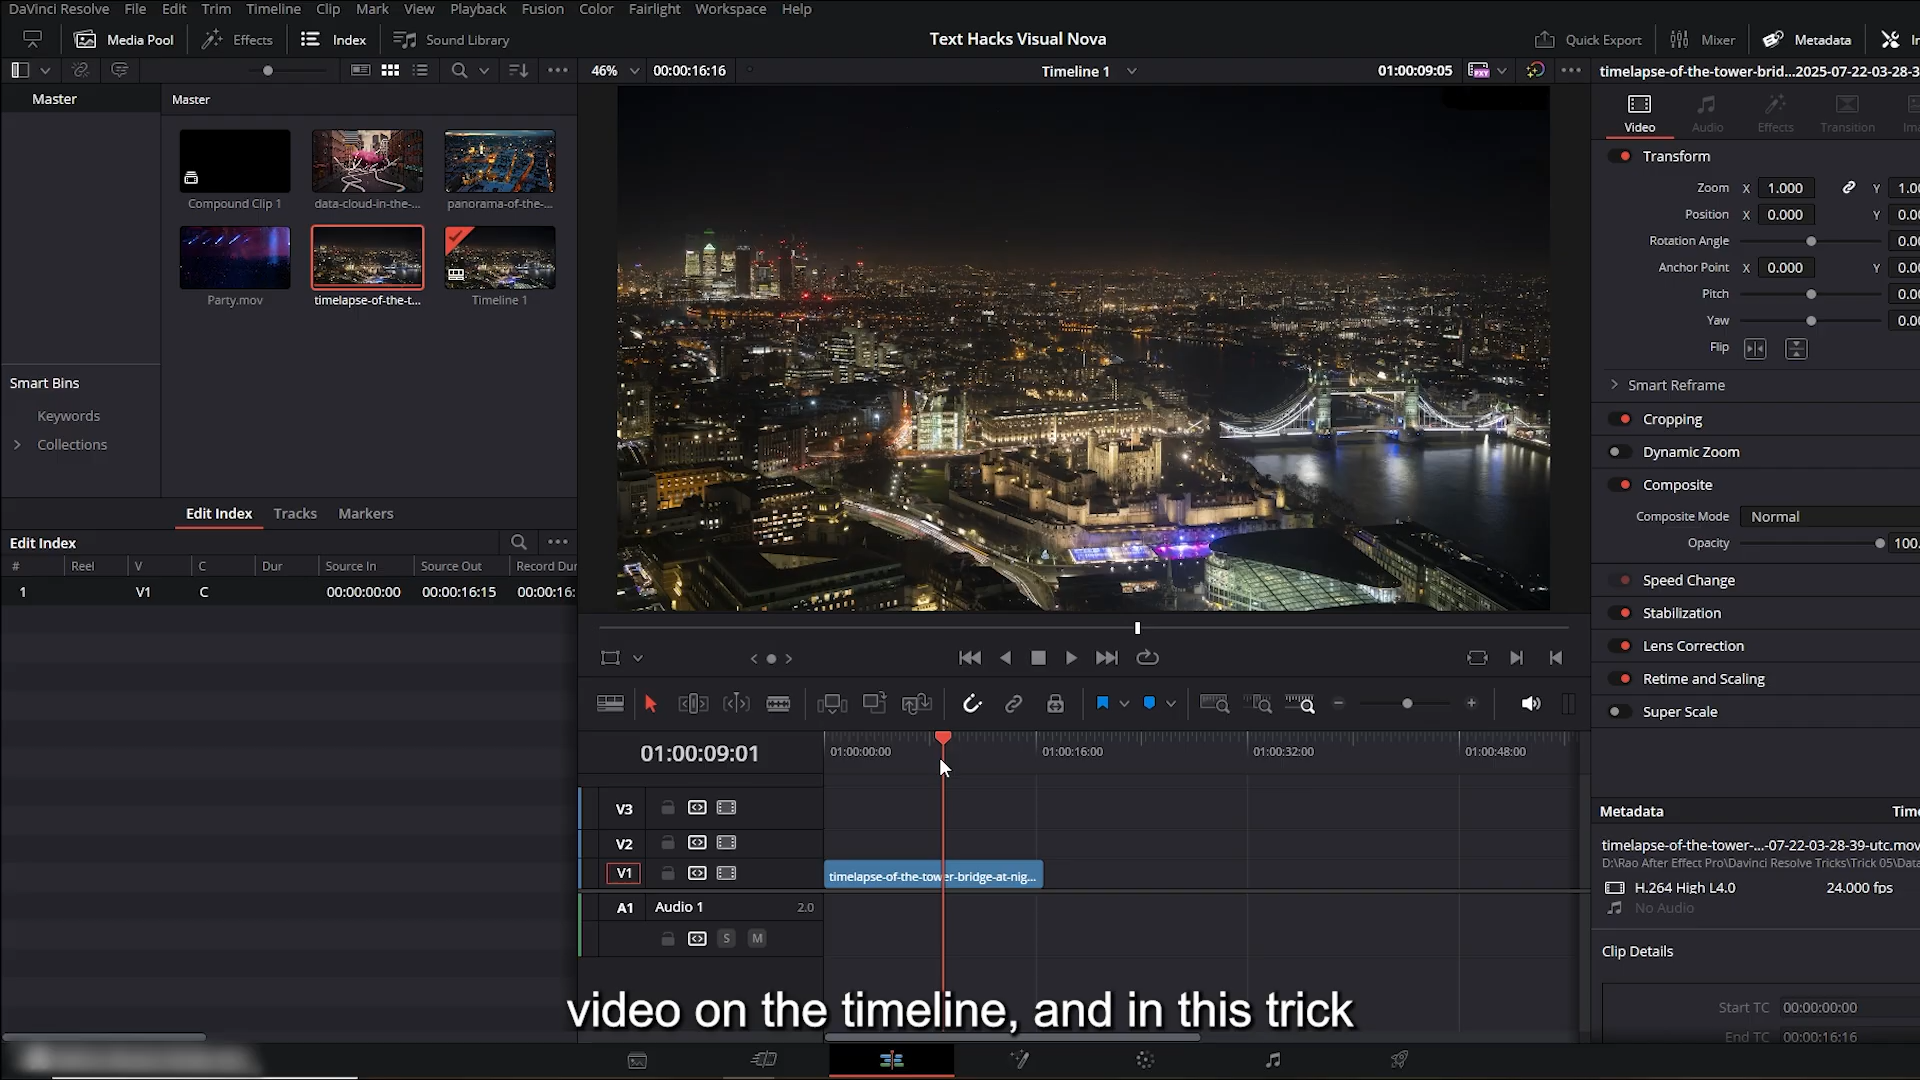 DaVinci Resolve File Edit Trim Timeline Clip Mark View Playback Fusion Color Fairlight Workspace Help
Media Pool Effects Index Sound Library Text Hacks Visual Nova Quick Export Mixer Metadata
46% 00:00:16:16 Timeline 1 01:00:09:05 PXY timelapse-of-the-tower-brid...2025-07-22-03-28-3
Master
Master
Compound Clip 1 data-cloud-in-the-... panorama-of-the-...
Party.mov timelapse-of-the-t... Timeline 1
Smart Bins
Keywords
Collections
Video Audio Effects Transition
Transform
Zoom X 1.000 Y 1.00
Position X 0.000 Y 0.00
Rotation Angle 0.00
Anchor Point X 0.000 Y 0.00
Pitch 0.00
Yaw 0.00
Flip
Smart Reframe
Cropping
Dynamic Zoom
Composite
Composite Mode Normal
Opacity 100.
Speed Change
Stabilization
Lens Correction
Retime and Scaling
Super Scale
Edit Index Tracks Markers
Edit Index
# Reel V C Dur Source In Source Out Record Dur
1 V1 C 00:00:00:00 00:00:16:15 00:00:16:
01:00:09:01 01:00:00:00 01:00:16:00 01:00:32:00 01:00:48:00
V3
V2
V1 timelapse-of-the-tower-bridge-at-nig...
A1 Audio 1 2.0
S M
Metadata Time
timelapse-of-the-tower-...-07-22-03-28-39-utc.mov
D:\Rao After Effect Pro\Davinci Resolve Tricks\Trick 05\Data
H.264 High L4.0 24.000 fps
No Audio
Clip Details
Start TC 00:00:00:00
End TC 00:00:16:16
video on the timeline, and in this trick